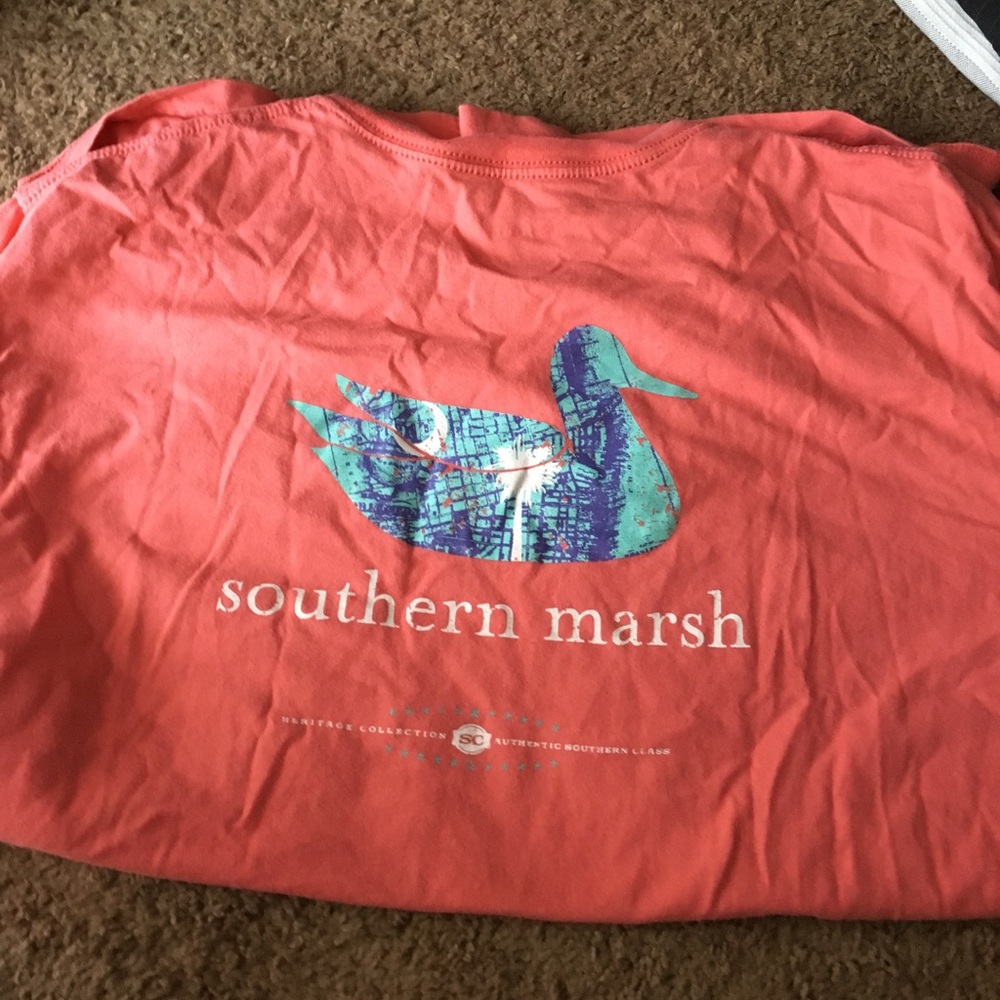 southern marsh
HERITAGE COLLECTION SC AUTHENTIC SOUTHERN CLASS